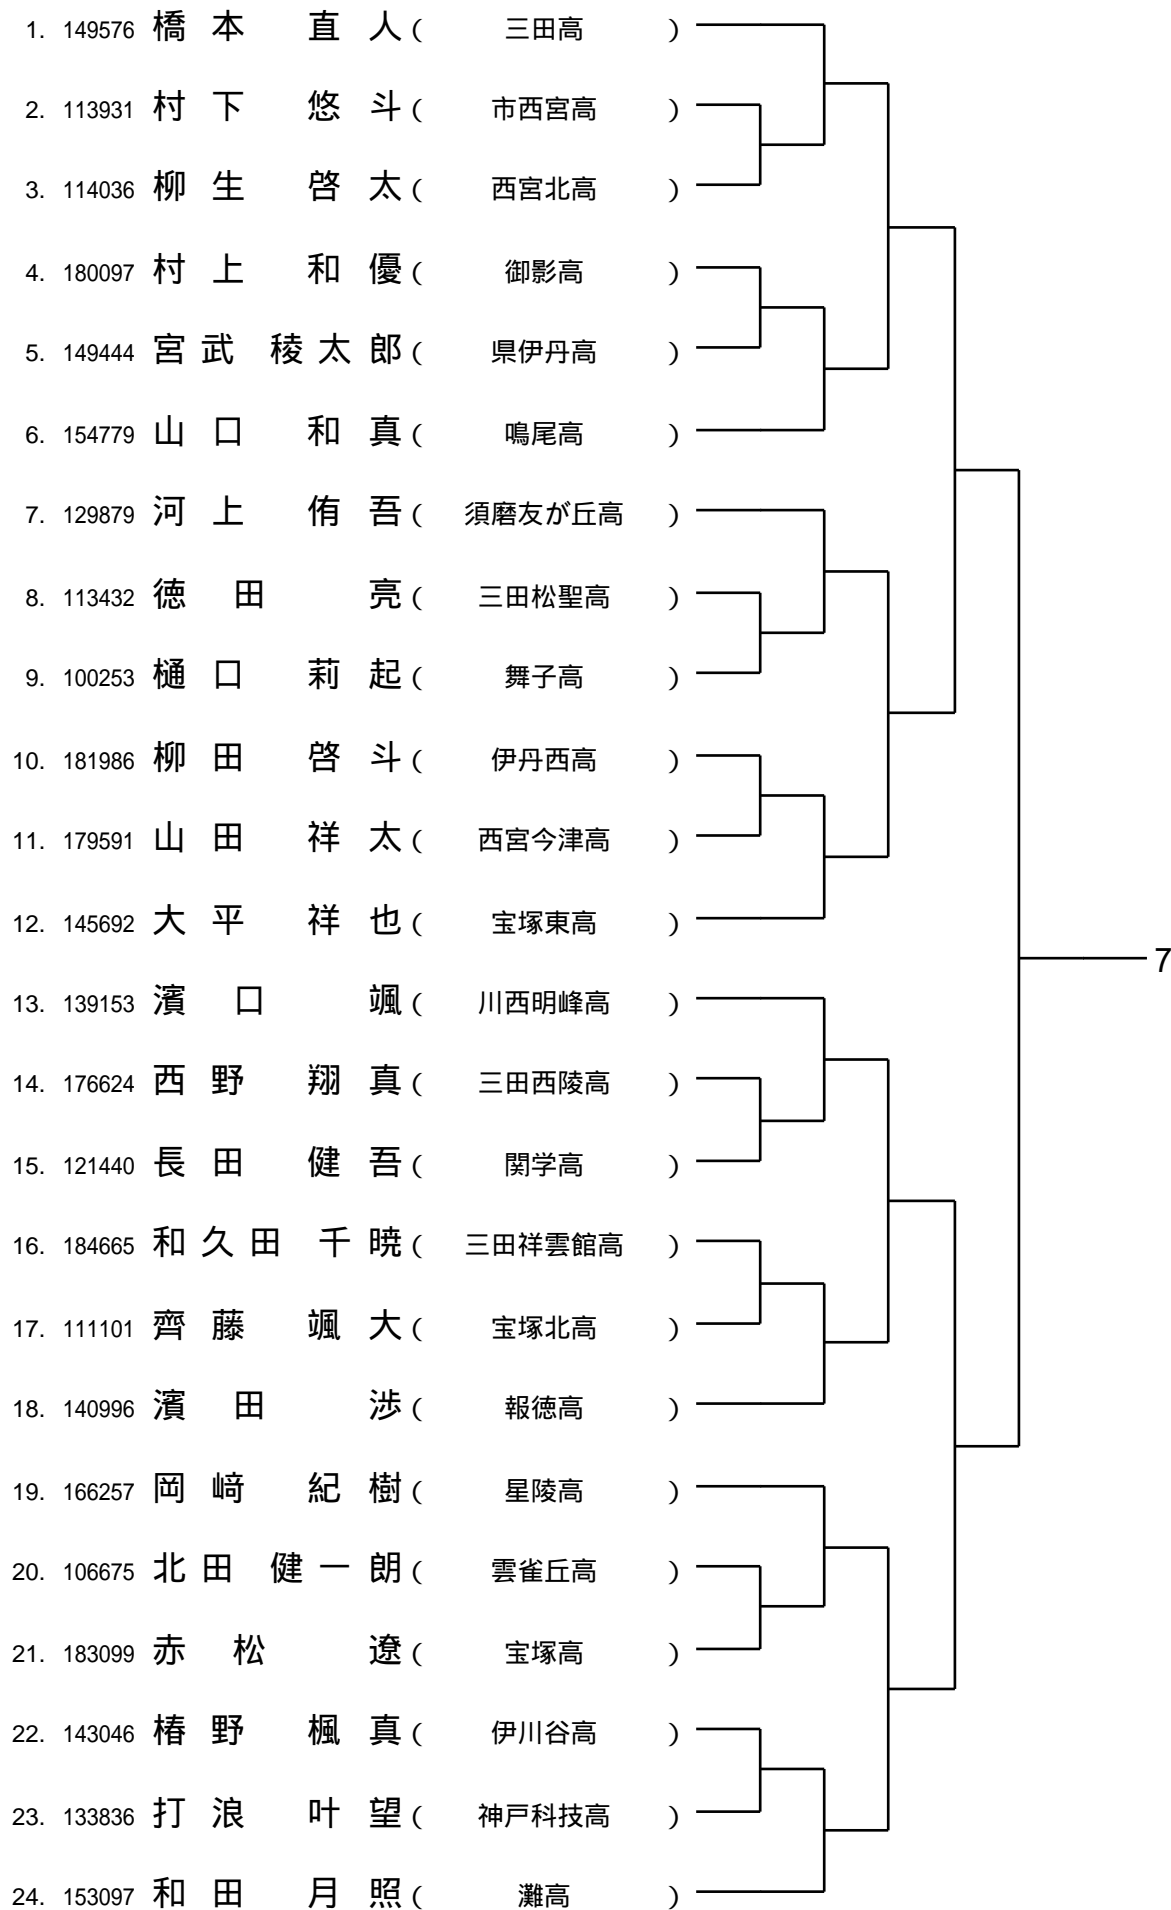 1. 149576 橋本 直人 ( 三田高 )
2. 113931 村下 悠斗 ( 市西宮高 )
3. 114036 柳生 啓太 ( 西宮北高 )
4. 180097 村上 和優 ( 御影高 )
5. 149444 宮武 稜太郎 ( 県伊丹高 )
6. 154779 山口 和真 ( 鳴尾高 )
7. 129879 河上 侑吾 ( 須磨友が丘高 )
8. 113432 徳田 亮 ( 三田松聖高 )
9. 100253 樋口 莉起 ( 舞子高 )
10. 181986 柳田 啓斗 ( 伊丹西高 )
11. 179591 山田 祥太 ( 西宮今津高 )
12. 145692 大平 祥也 ( 宝塚東高 )
7
13. 139153 濱口 颯 ( 川西明峰高 )
14. 176624 西野 翔真 ( 三田西陵高 )
15. 121440 長田 健吾 ( 関学高 )
16. 184665 和久田 千暁 ( 三田祥雲館高 )
17. 111101 齊藤 颯大 ( 宝塚北高 )
18. 140996 濱田 渉 ( 報徳高 )
19. 166257 岡﨑 紀樹 ( 星陵高 )
20. 106675 北田 健一朗 ( 雲雀丘高 )
21. 183099 赤松 遼 ( 宝塚高 )
22. 143046 椿野 楓真 ( 伊川谷高 )
23. 133836 打浪 叶望 ( 神戸科技高 )
24. 153097 和田 月照 ( 灘高 )